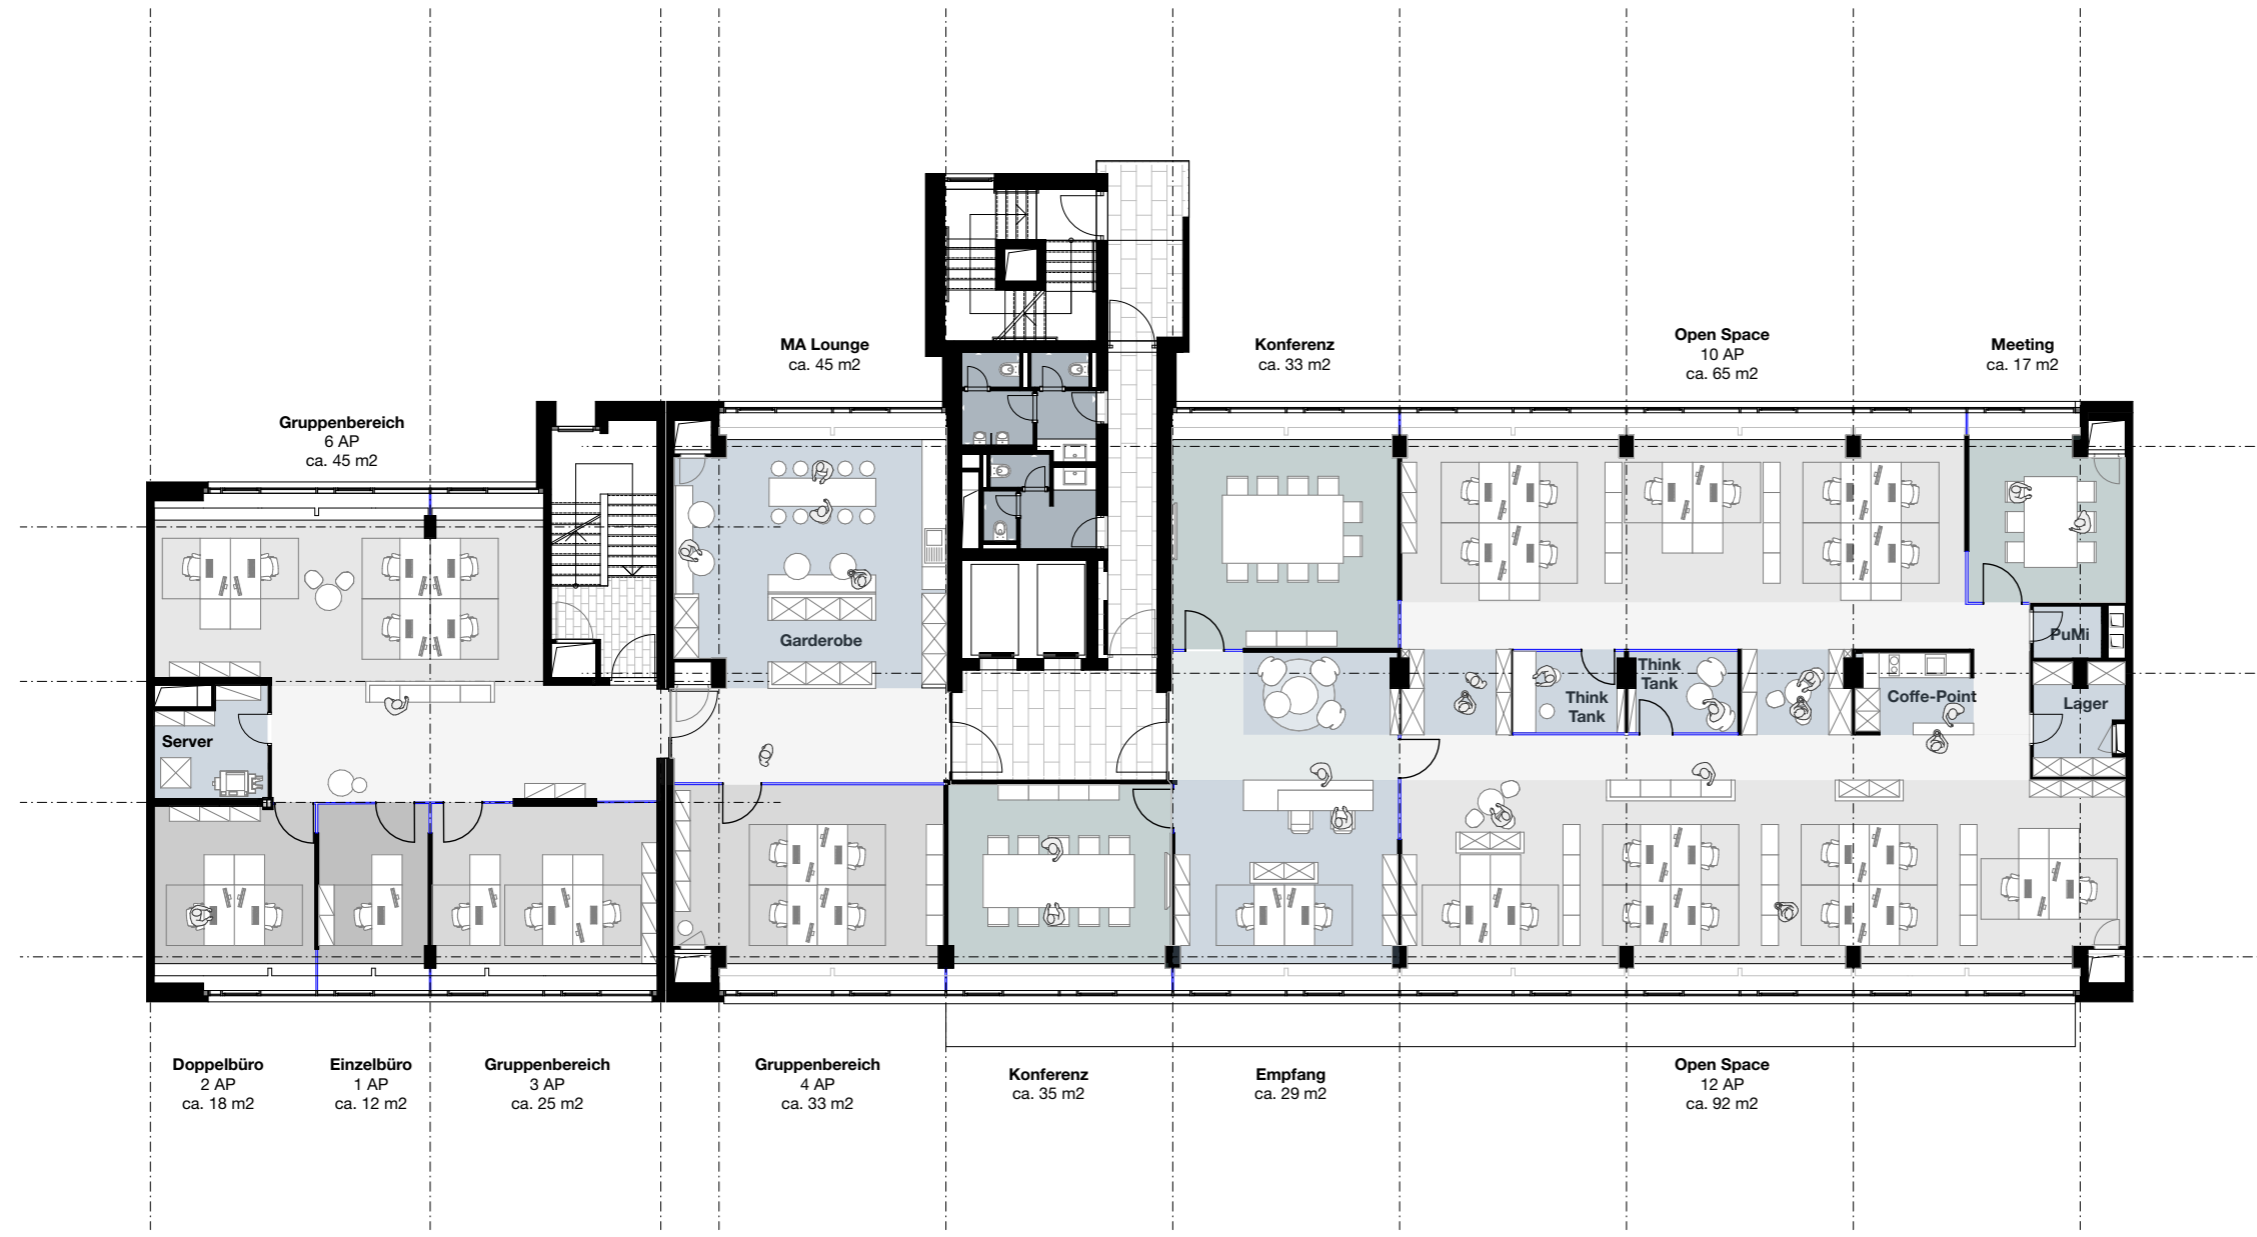 MA Lounge
ca. 45 m2
Konferenz
ca. 33 m2
Open Space
10 AP
ca. 65 m2
Meeting
ca. 17 m2
Gruppenbereich
6 AP
ca. 45 m2
Garderobe
PuMi
Think
Tank
Think
Tank
Coffe-Point
Lager
Server
Doppelbüro
2 AP
ca. 18 m2
Einzelbüro
1 AP
ca. 12 m2
Gruppenbereich
3 AP
ca. 25 m2
Gruppenbereich
4 AP
ca. 33 m2
Konferenz
ca. 35 m2
Empfang
ca. 29 m2
Open Space
12 AP
ca. 92 m2